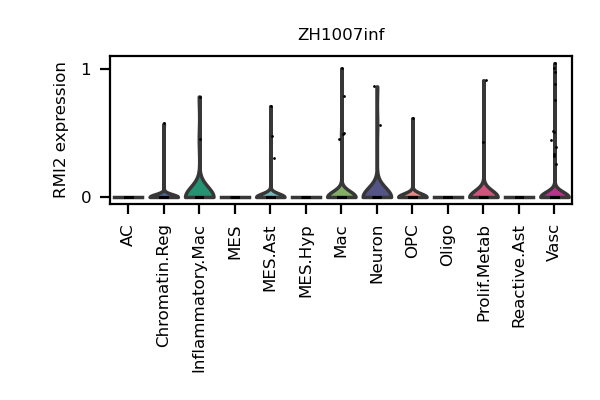 ZH1007inf
RMI2 expression
1
0
AC
Chromatin.Reg
Inflammatory.Mac
MES
MES.Ast
MES.Hyp
Mac
Neuron
OPC
Oligo
Prolif.Metab
Reactive.Ast
Vasc